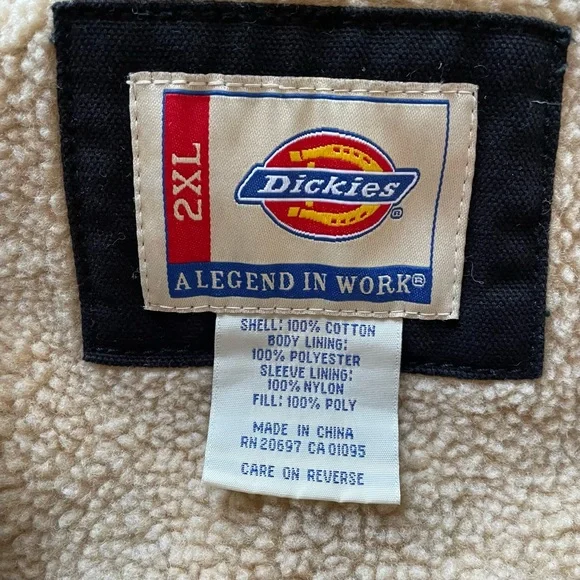 2XL
Dickies®
A LEGEND IN WORK®
SHELL: 100% COTTON
BODY LINING:
100% POLYESTER
SLEEVE LINING:
100% NYLON
FILL: 100% POLY
MADE IN CHINA
RN 20697 CA 01095
CARE ON REVERSE